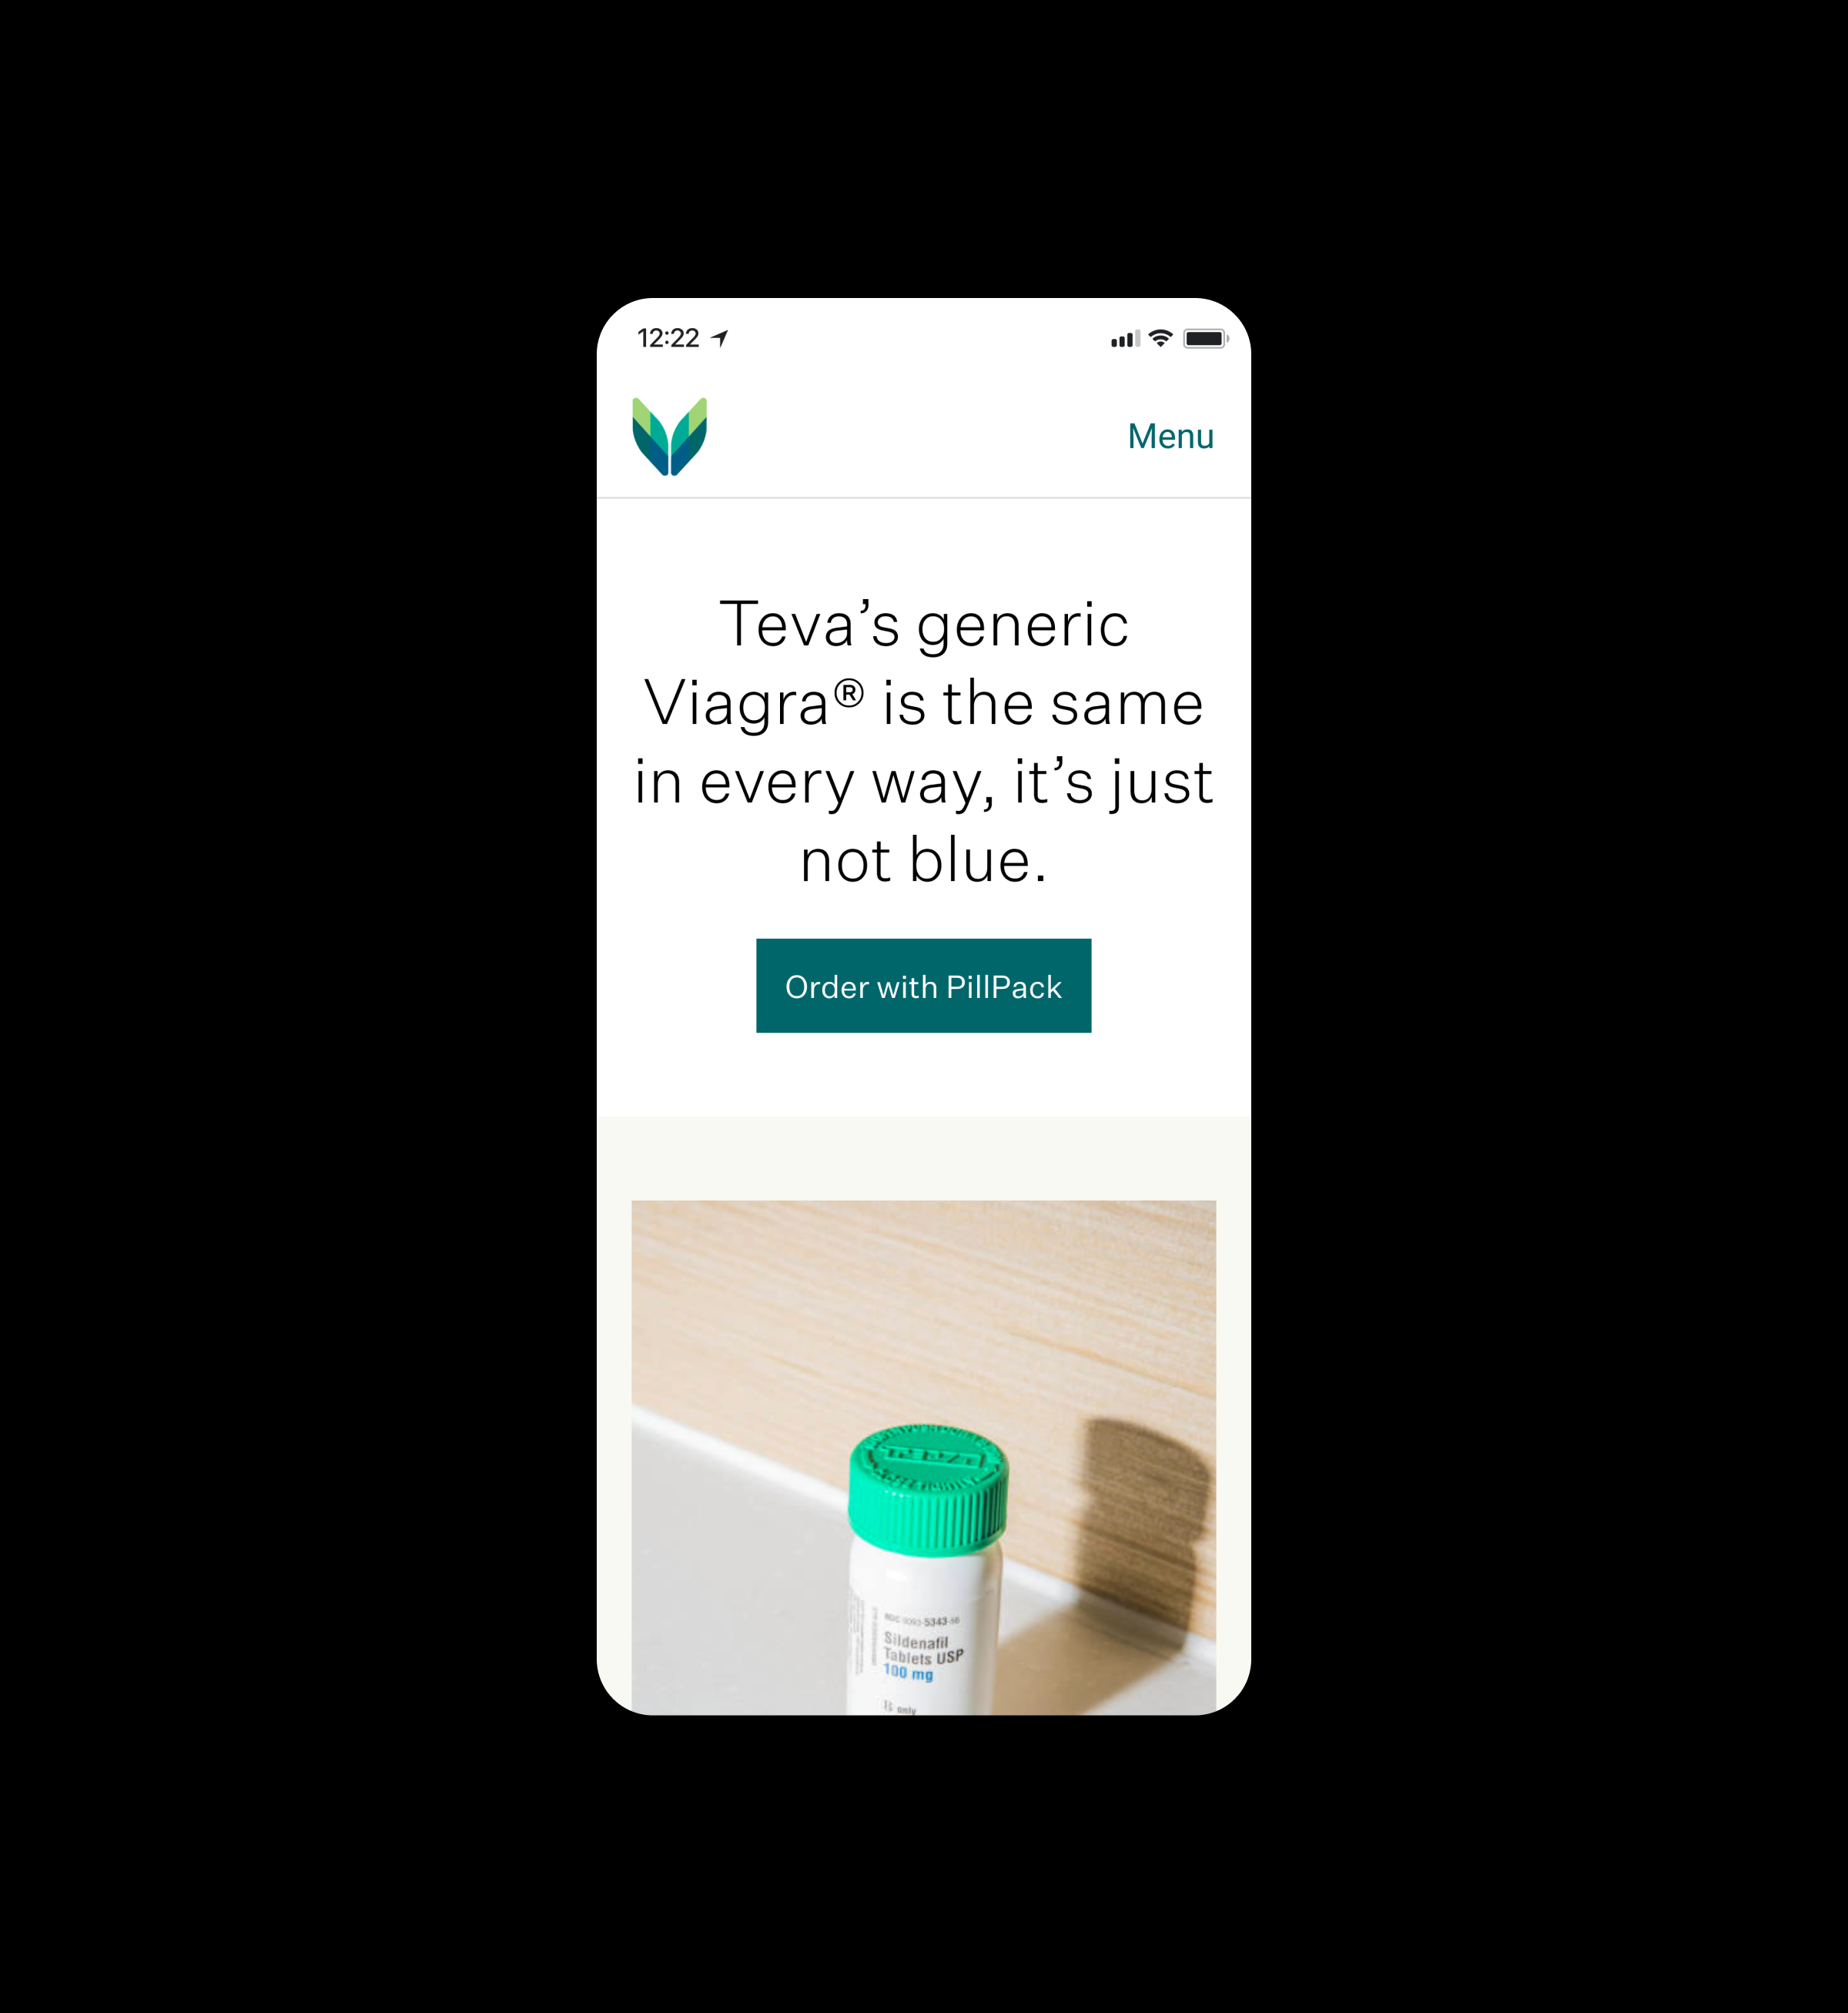 12:22
Menu
Teva’s generic
Viagra® is the same
in every way, it’s just
not blue.
Order with PillPack
NDC 0093-5343-56
Sildenafil
Tablets USP
100 mg
only